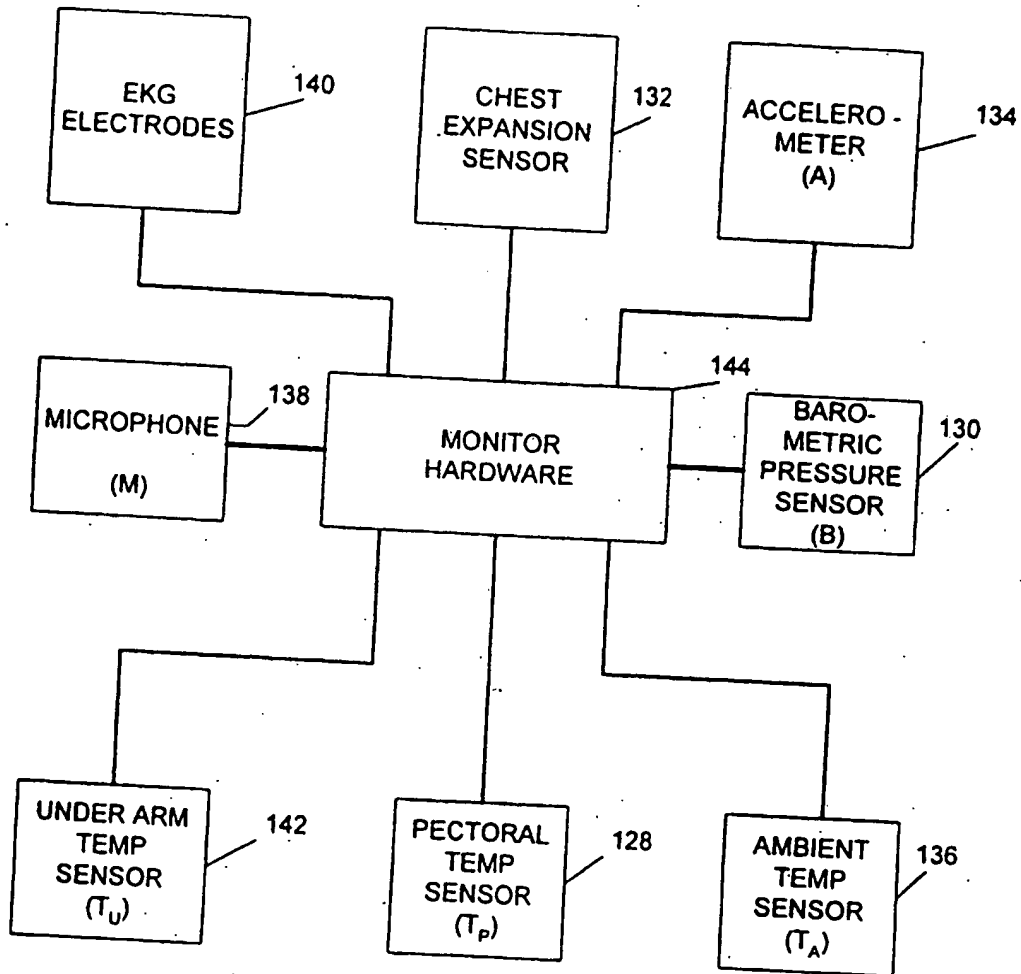 EKG
ELECTRODES
140
CHEST
EXPANSION
SENSOR
132
ACCELERO -
METER
(A)
134
MICROPHONE
(M)
138
MONITOR
HARDWARE
144
BARO-
METRIC
PRESSURE
SENSOR
(B)
130
UNDER ARM
TEMP
SENSOR
(TU)
142
PECTORAL
TEMP
SENSOR
(TP)
128
AMBIENT
TEMP
SENSOR
(TA)
136